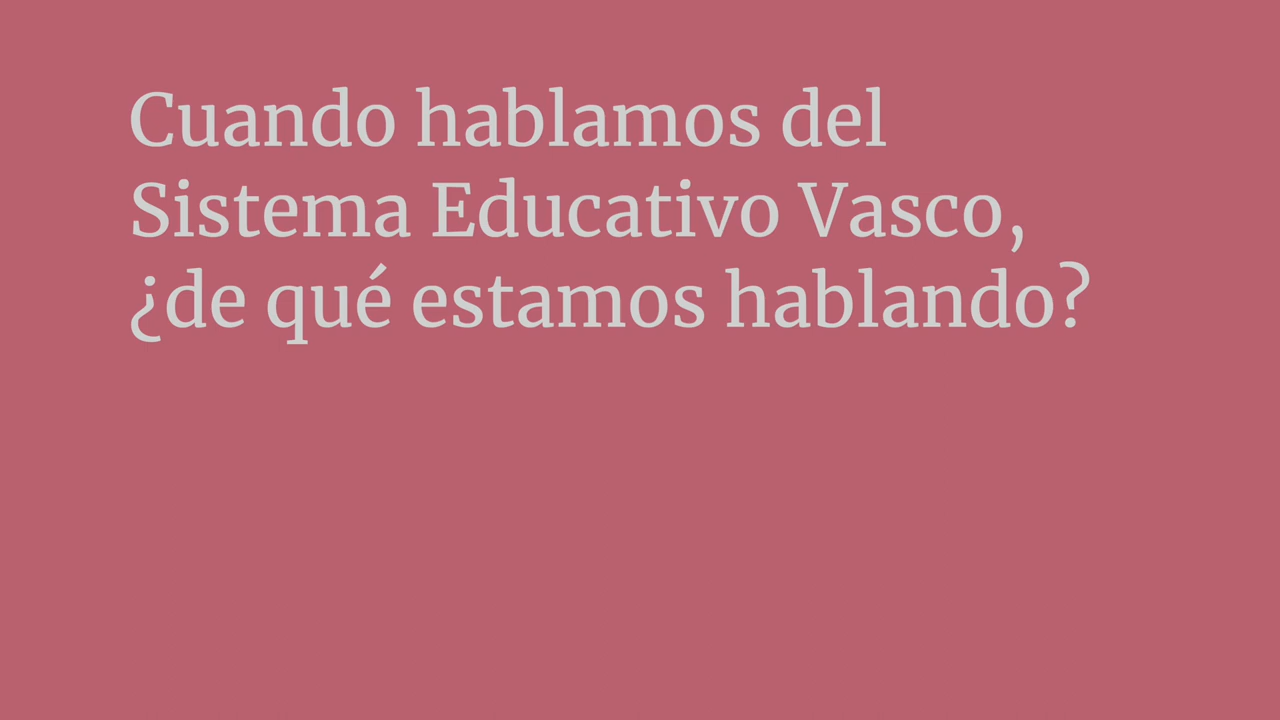 Cuando hablamos del
Sistema Educativo Vasco,
¿de qué estamos hablando?